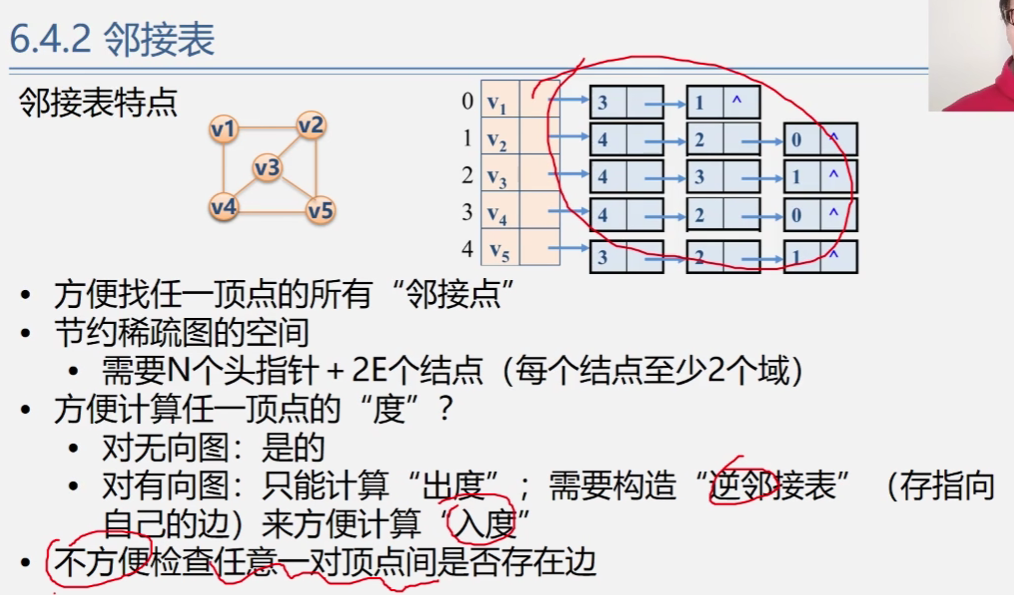 6.4.2 邻接表
邻接表特点
v1 v2
v3
v4 v5
0 v1 3 1 ^
1 v2 4 2 0 ^
2 v3 4 3 1 ^
3 v4 4 2 0 ^
4 v5 3 2 1 ^
• 方便找任一顶点的所有“邻接点”
• 节约稀疏图的空间
• 需要N个头指针＋2E个结点（每个结点至少2个域）
• 方便计算任一顶点的“度”？
• 对无向图：是的
• 对有向图：只能计算“出度”；需要构造“逆邻接表”（存指向
自己的边）来方便计算“入度”
• 不方便检查任意一对顶点间是否存在边